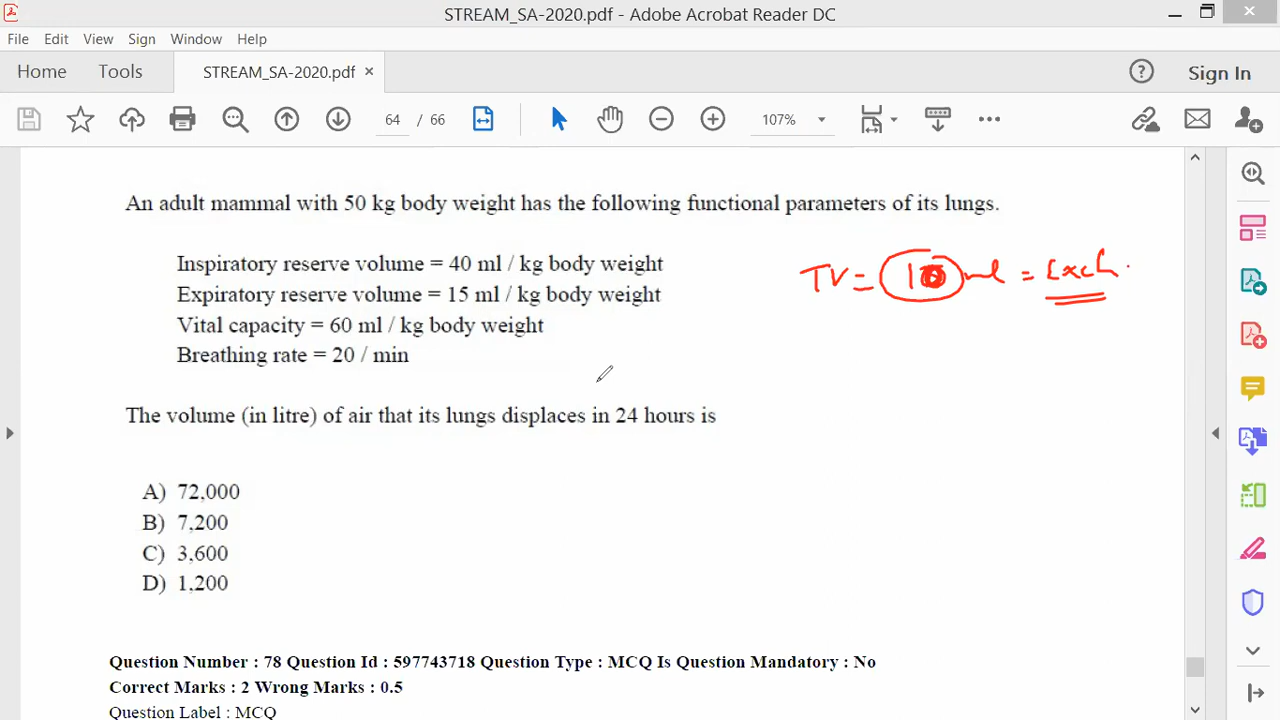 STREAM_SA-2020.pdf - Adobe Acrobat Reader DC
File Edit View Sign Window Help
Home Tools STREAM_SA-2020.pdf × ? Sign In
64 / 66 107%
An adult mammal with 50 kg body weight has the following functional parameters of its lungs.
Inspiratory reserve volume = 40 ml / kg body weight
Expiratory reserve volume = 15 ml / kg body weight
Vital capacity = 60 ml / kg body weight
Breathing rate = 20 / min
TV = ml = Exch.
The volume (in litre) of air that its lungs displaces in 24 hours is
A) 72,000
B) 7,200
C) 3,600
D) 1,200
Question Number : 78 Question Id : 597743718 Question Type : MCQ Is Question Mandatory : No
Correct Marks : 2 Wrong Marks : 0.5
Question Label : MCQ